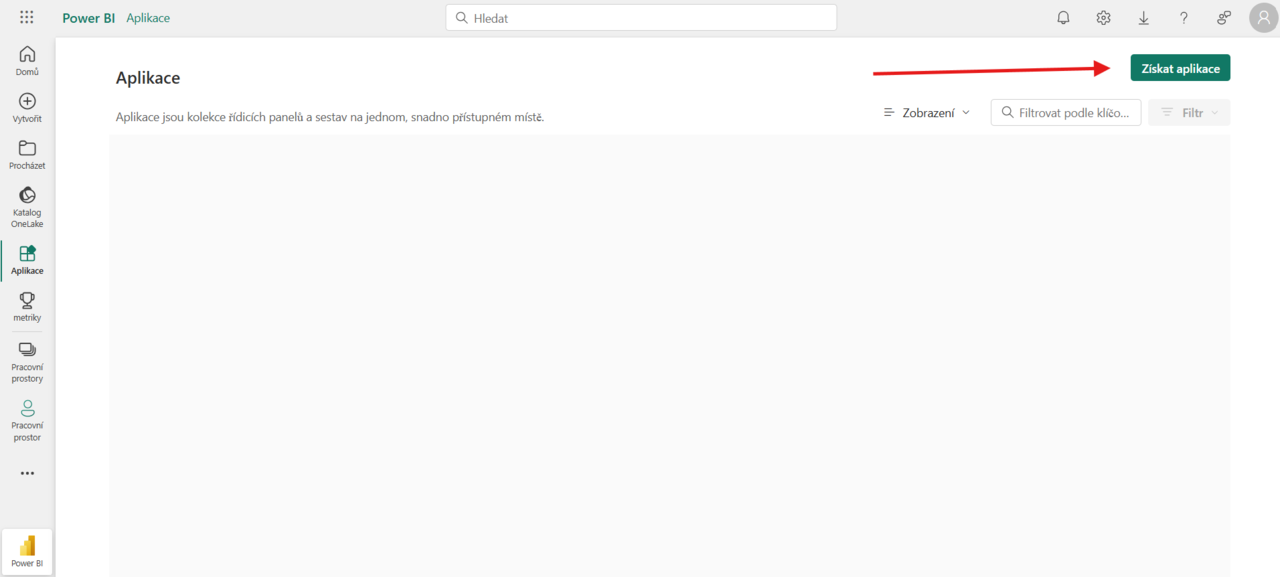 Power BI Aplikace
Hledat
Domů
Vytvořit
Procházet
Katalog
OneLake
Aplikace
metriky
Pracovní
prostory
Pracovní
prostor
Power BI
Aplikace
Získat aplikace
Aplikace jsou kolekce řídicích panelů a sestav na jednom, snadno přístupném místě.
Zobrazení
Filtrovat podle klíčo...
Filtr